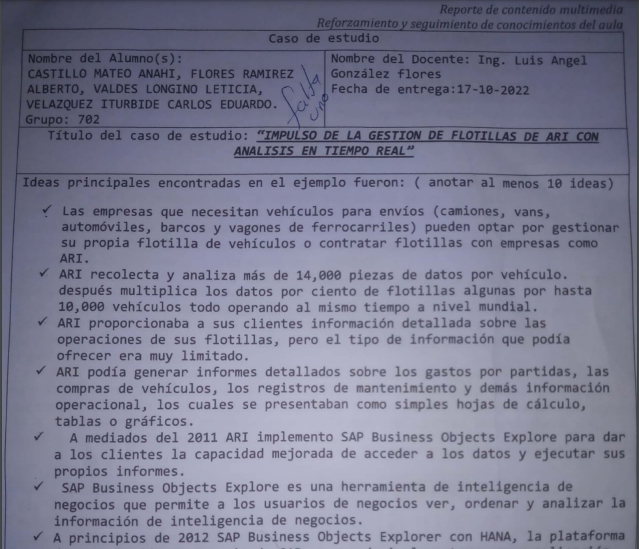 Reporte de contenido multimedia
Reforzamiento y seguimiento de conocimientos del aula
Caso de estudio
Nombre del Alumno(s):
CASTILLO MATEO ANAHI, FLORES RAMIREZ
ALBERTO, VALDES LONGINO LETICIA,
VELAZQUEZ ITURBIDE CARLOS EDUARDO.
Grupo: 702
falta
uno
Nombre del Docente: Ing. Luis Angel
González flores
Fecha de entrega:17-10-2022
Título del caso de estudio: "IMPULSO DE LA GESTION DE FLOTILLAS DE ARI CON
ANALISIS EN TIEMPO REAL"
Ideas principales encontradas en el ejemplo fueron: ( anotar al menos 10 ideas)
✓ Las empresas que necesitan vehículos para envíos (camiones, vans,
automóviles, barcos y vagones de ferrocarriles) pueden optar por gestionar
su propia flotilla de vehículos o contratar flotillas con empresas como
ARI.
✓ ARI recolecta y analiza más de 14,000 piezas de datos por vehículo.
después multiplica los datos por ciento de flotillas algunas por hasta
10,000 vehículos todo operando al mismo tiempo a nivel mundial.
✓ ARI proporcionaba a sus clientes información detallada sobre las
operaciones de sus flotillas, pero el tipo de información que podía
ofrecer era muy limitado.
✓ ARI podía generar informes detallados sobre los gastos por partidas, las
compras de vehículos, los registros de mantenimiento y demás información
operacional, los cuales se presentaban como simples hojas de cálculo,
tablas o gráficos.
✓ A mediados del 2011 ARI implemento SAP Business Objects Explore para dar
a los clientes la capacidad mejorada de acceder a los datos y ejecutar sus
propios informes.
✓ SAP Business Objects Explore es una herramienta de inteligencia de
negocios que permite a los usuarios de negocios ver, ordenar y analizar la
información de inteligencia de negocios.
✓ A principios de 2012 SAP Business Objects Explorer con HANA, la plataforma